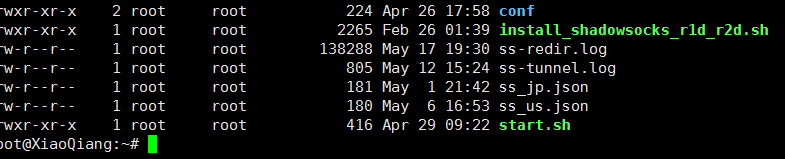 rwxr-xr-x 2 root root 224 Apr 26 17:58 conf
rwxr-xr-x 1 root root 2265 Feb 26 01:39 install_shadowsocks_r1d_r2d.sh
rw-r--r-- 1 root root 138288 May 17 19:30 ss-redir.log
rw-r--r-- 1 root root 805 May 12 15:24 ss-tunnel.log
rw-r--r-- 1 root root 181 May 1 21:42 ss_jp.json
rw-r--r-- 1 root root 180 May 6 16:53 ss_us.json
rwxr-xr-x 1 root root 416 Apr 29 09:22 start.sh
oot@XiaoQiang:~#